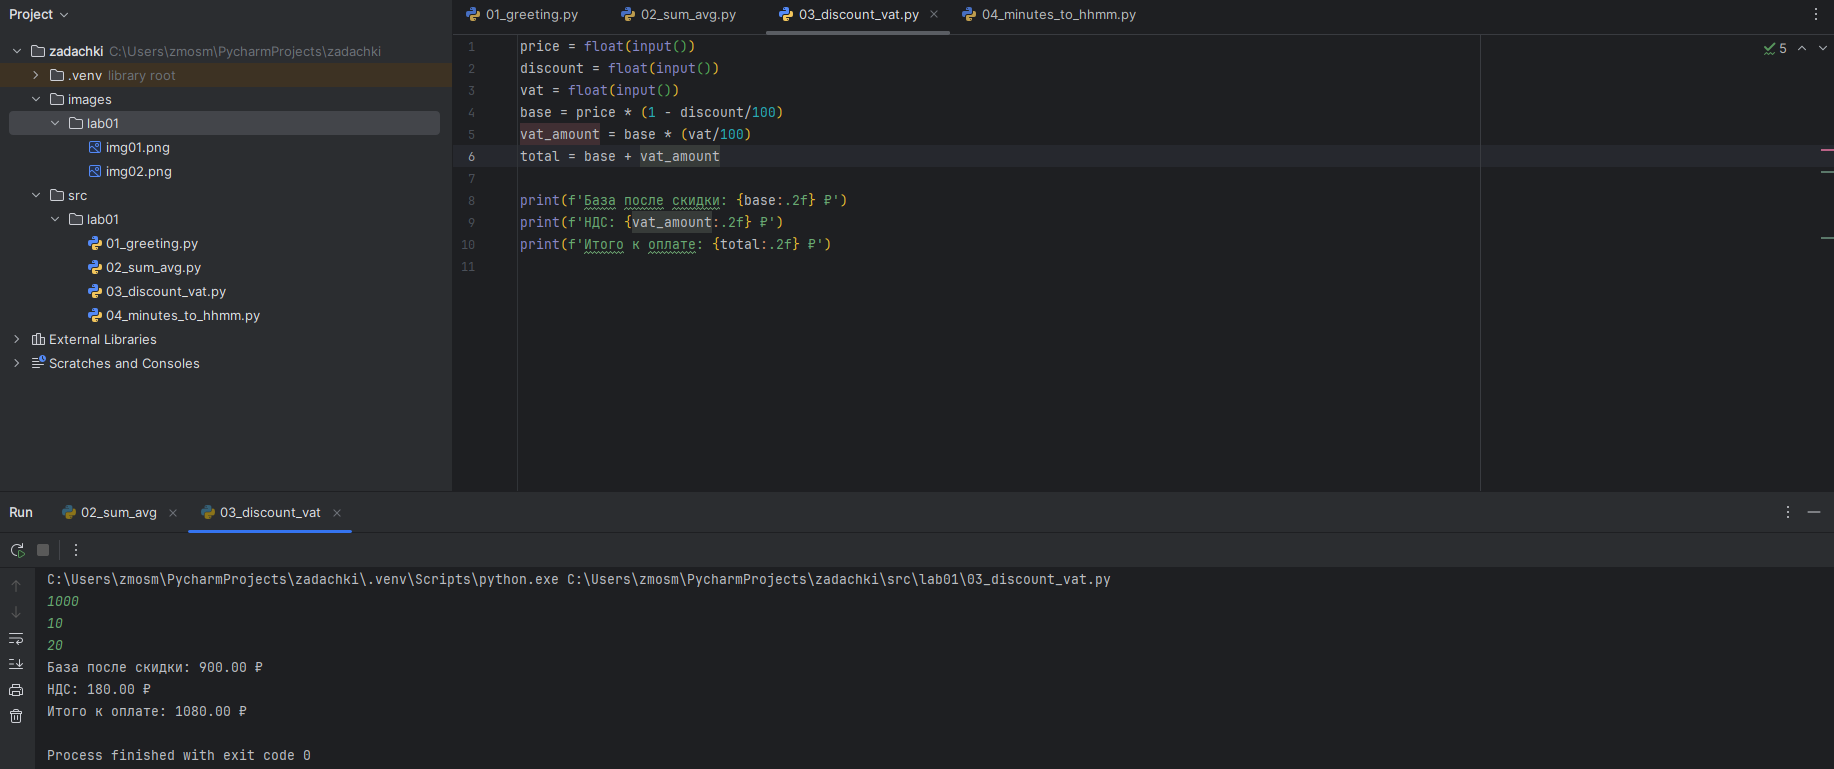 Project
zadachki C:\Users\zmosm\PycharmProjects\zadachki
.venv library root
images
lab01
img01.png
img02.png
src
lab01
01_greeting.py
02_sum_avg.py
03_discount_vat.py
04_minutes_to_hhmm.py
External Libraries
Scratches and Consoles
01_greeting.py 02_sum_avg.py 03_discount_vat.py 04_minutes_to_hhmm.py
5
1 price = float(input())
2 discount = float(input())
3 vat = float(input())
4 base = price * (1 - discount/100)
5 vat_amount = base * (vat/100)
6 total = base + vat_amount
7
8 print(f'База после скидки: {base:.2f} ₽')
9 print(f'НДС: {vat_amount:.2f} ₽')
10 print(f'Итого к оплате: {total:.2f} ₽')
11
Run 02_sum_avg 03_discount_vat
C:\Users\zmosm\PycharmProjects\zadachki\.venv\Scripts\python.exe C:\Users\zmosm\PycharmProjects\zadachki\src\lab01\03_discount_vat.py
1000
10
20
База после скидки: 900.00 ₽
НДС: 180.00 ₽
Итого к оплате: 1080.00 ₽
Process finished with exit code 0